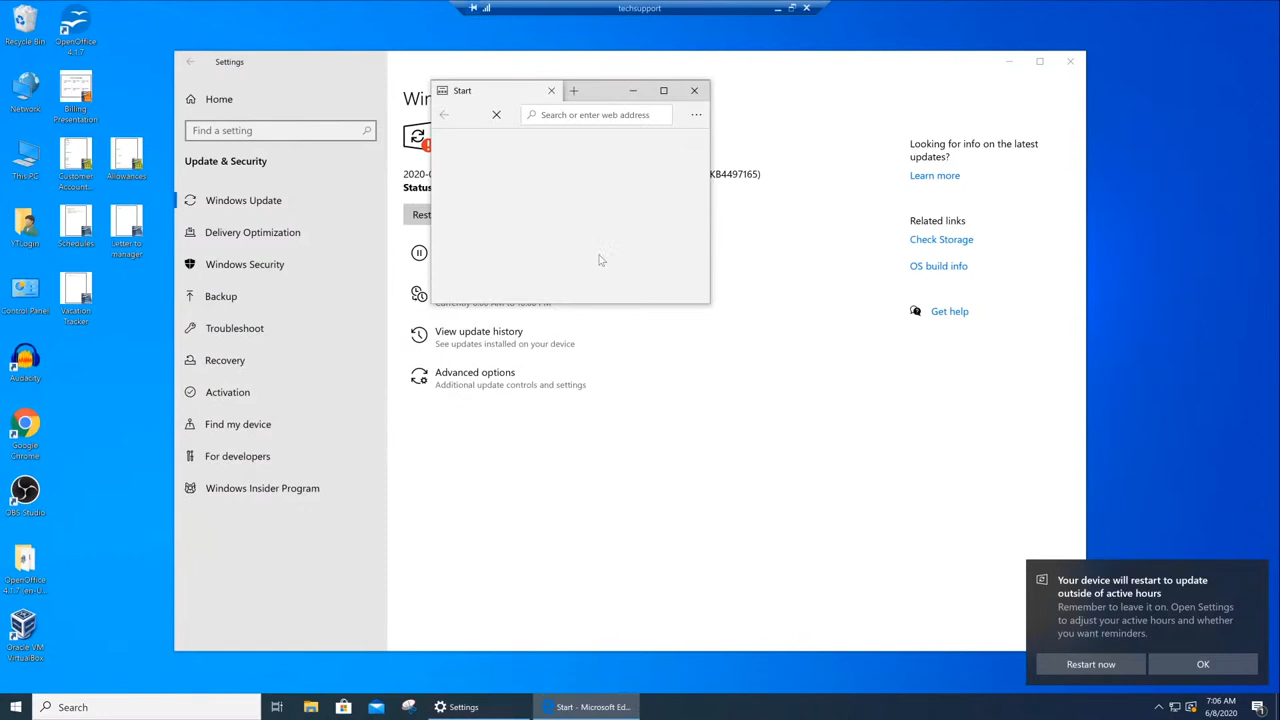 techsupport
Recycle Bin
OpenOffice
4.1.7
Network
Billing
Presentation
This PC
Customer
Account...
Allowances
YTLogin
Schedules
Letter to
manager
Control Panel
Vacation
Tracker
Audacity
Google
Chrome
OBS Studio
OpenOffice
4.1.7 (en-U...
Oracle VM
VirtualBox
Settings
Home
Find a setting
Update & Security
Windows Update
Delivery Optimization
Windows Security
Backup
Troubleshoot
Recovery
Activation
Find my device
For developers
Windows Insider Program
Start
Search or enter web address
KB4497165)
Status
View update history
See updates installed on your device
Advanced options
Additional update controls and settings
Looking for info on the latest
updates?
Learn more
Related links
Check Storage
OS build info
Get help
Your device will restart to update
outside of active hours
Remember to leave it on. Open Settings
to adjust your active hours and whether
you want reminders.
Restart now
OK
Search
Settings
Start - Microsoft Ed...
7:06 AM
6/8/2020